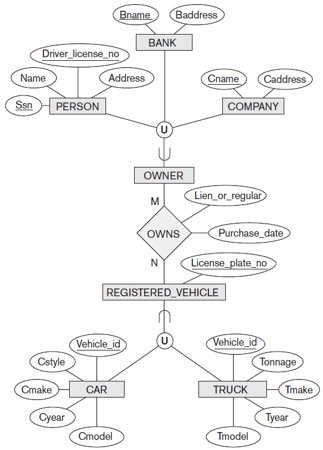 Bname
Baddress
BANK
Driver_license_no
Name
Address
Ssn
PERSON
Cname
Caddress
COMPANY
U
OWNER
M
Lien_or_regular
OWNS
Purchase_date
N
License_plate_no
REGISTERED_VEHICLE
U
Vehicle_id
Cstyle
Cmake
CAR
Cyear
Cmodel
Vehicle_id
Tonnage
TRUCK
Tmake
Tyear
Tmodel